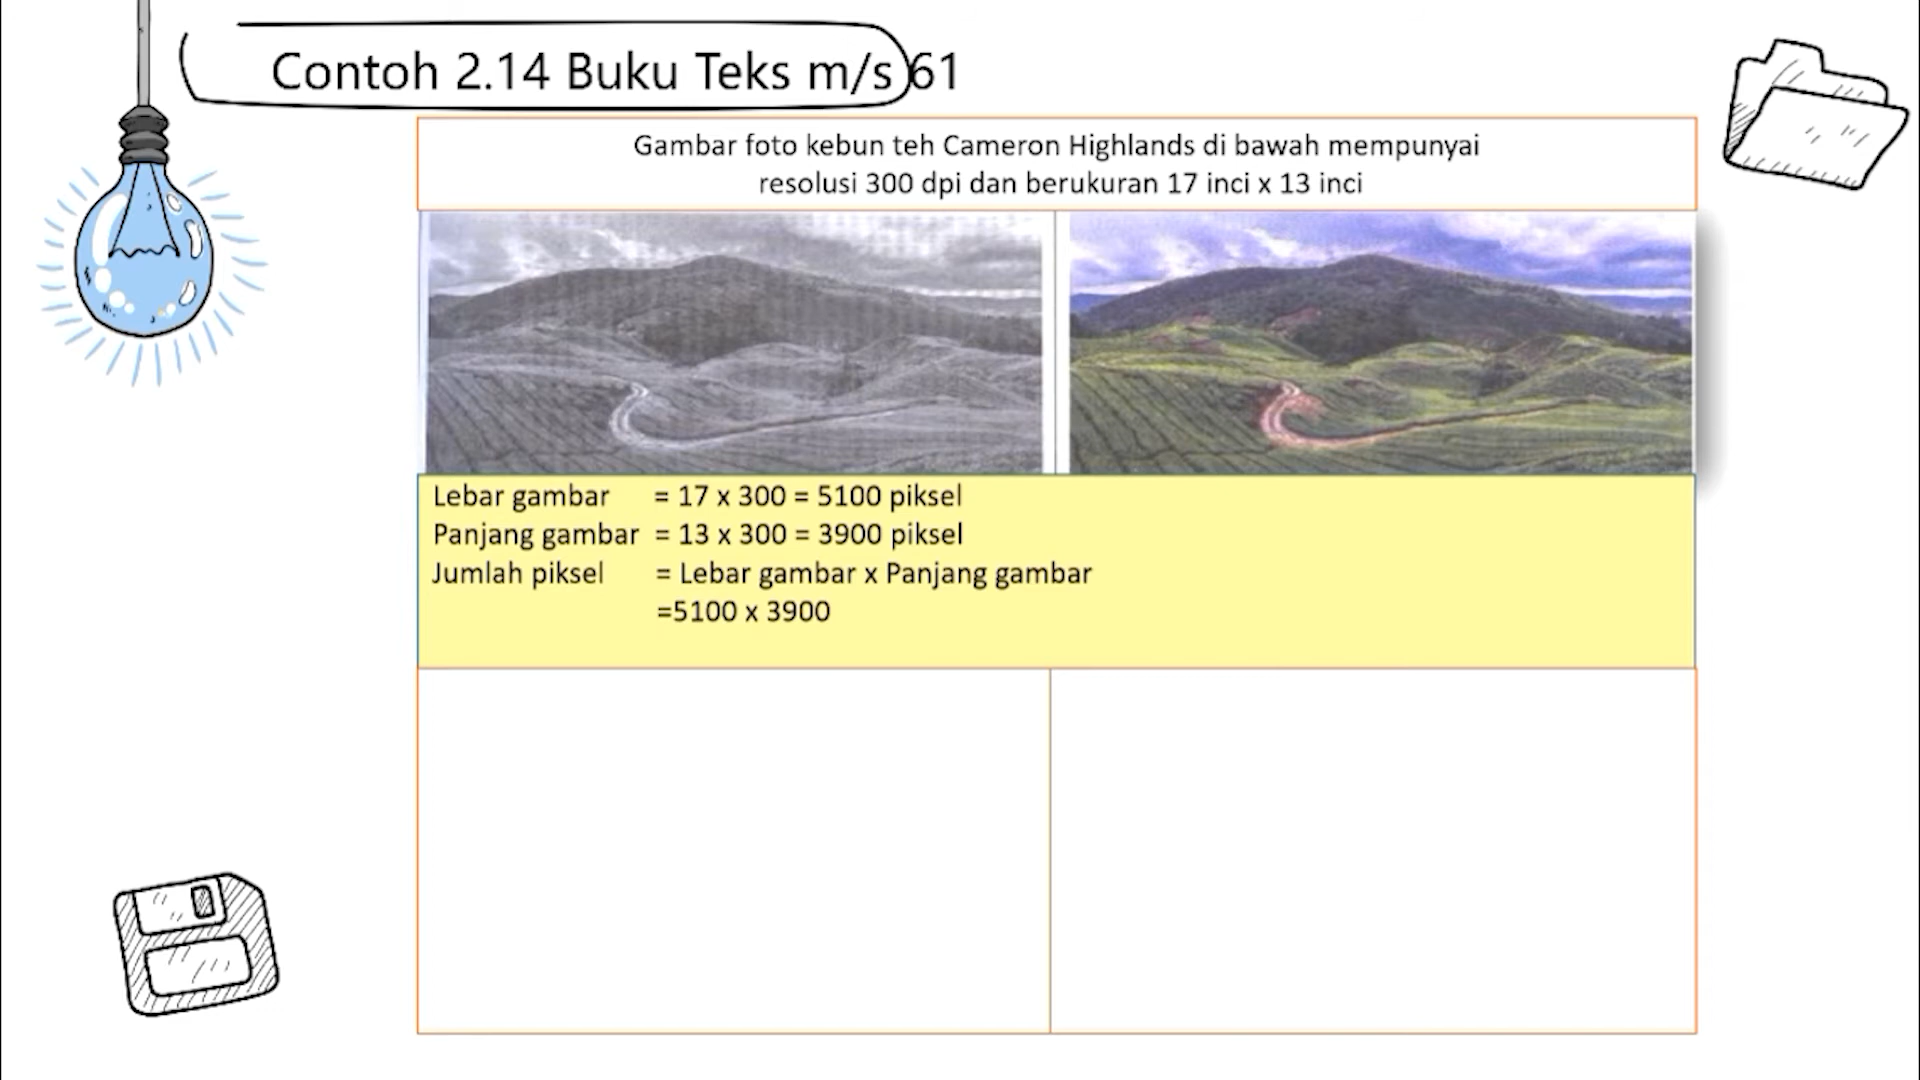 Contoh 2.14 Buku Teks m/s 61
Gambar foto kebun teh Cameron Highlands di bawah mempunyai
resolusi 300 dpi dan berukuran 17 inci x 13 inci
Lebar gambar = 17 x 300 = 5100 piksel
Panjang gambar = 13 x 300 = 3900 piksel
Jumlah piksel = Lebar gambar x Panjang gambar
=5100 x 3900